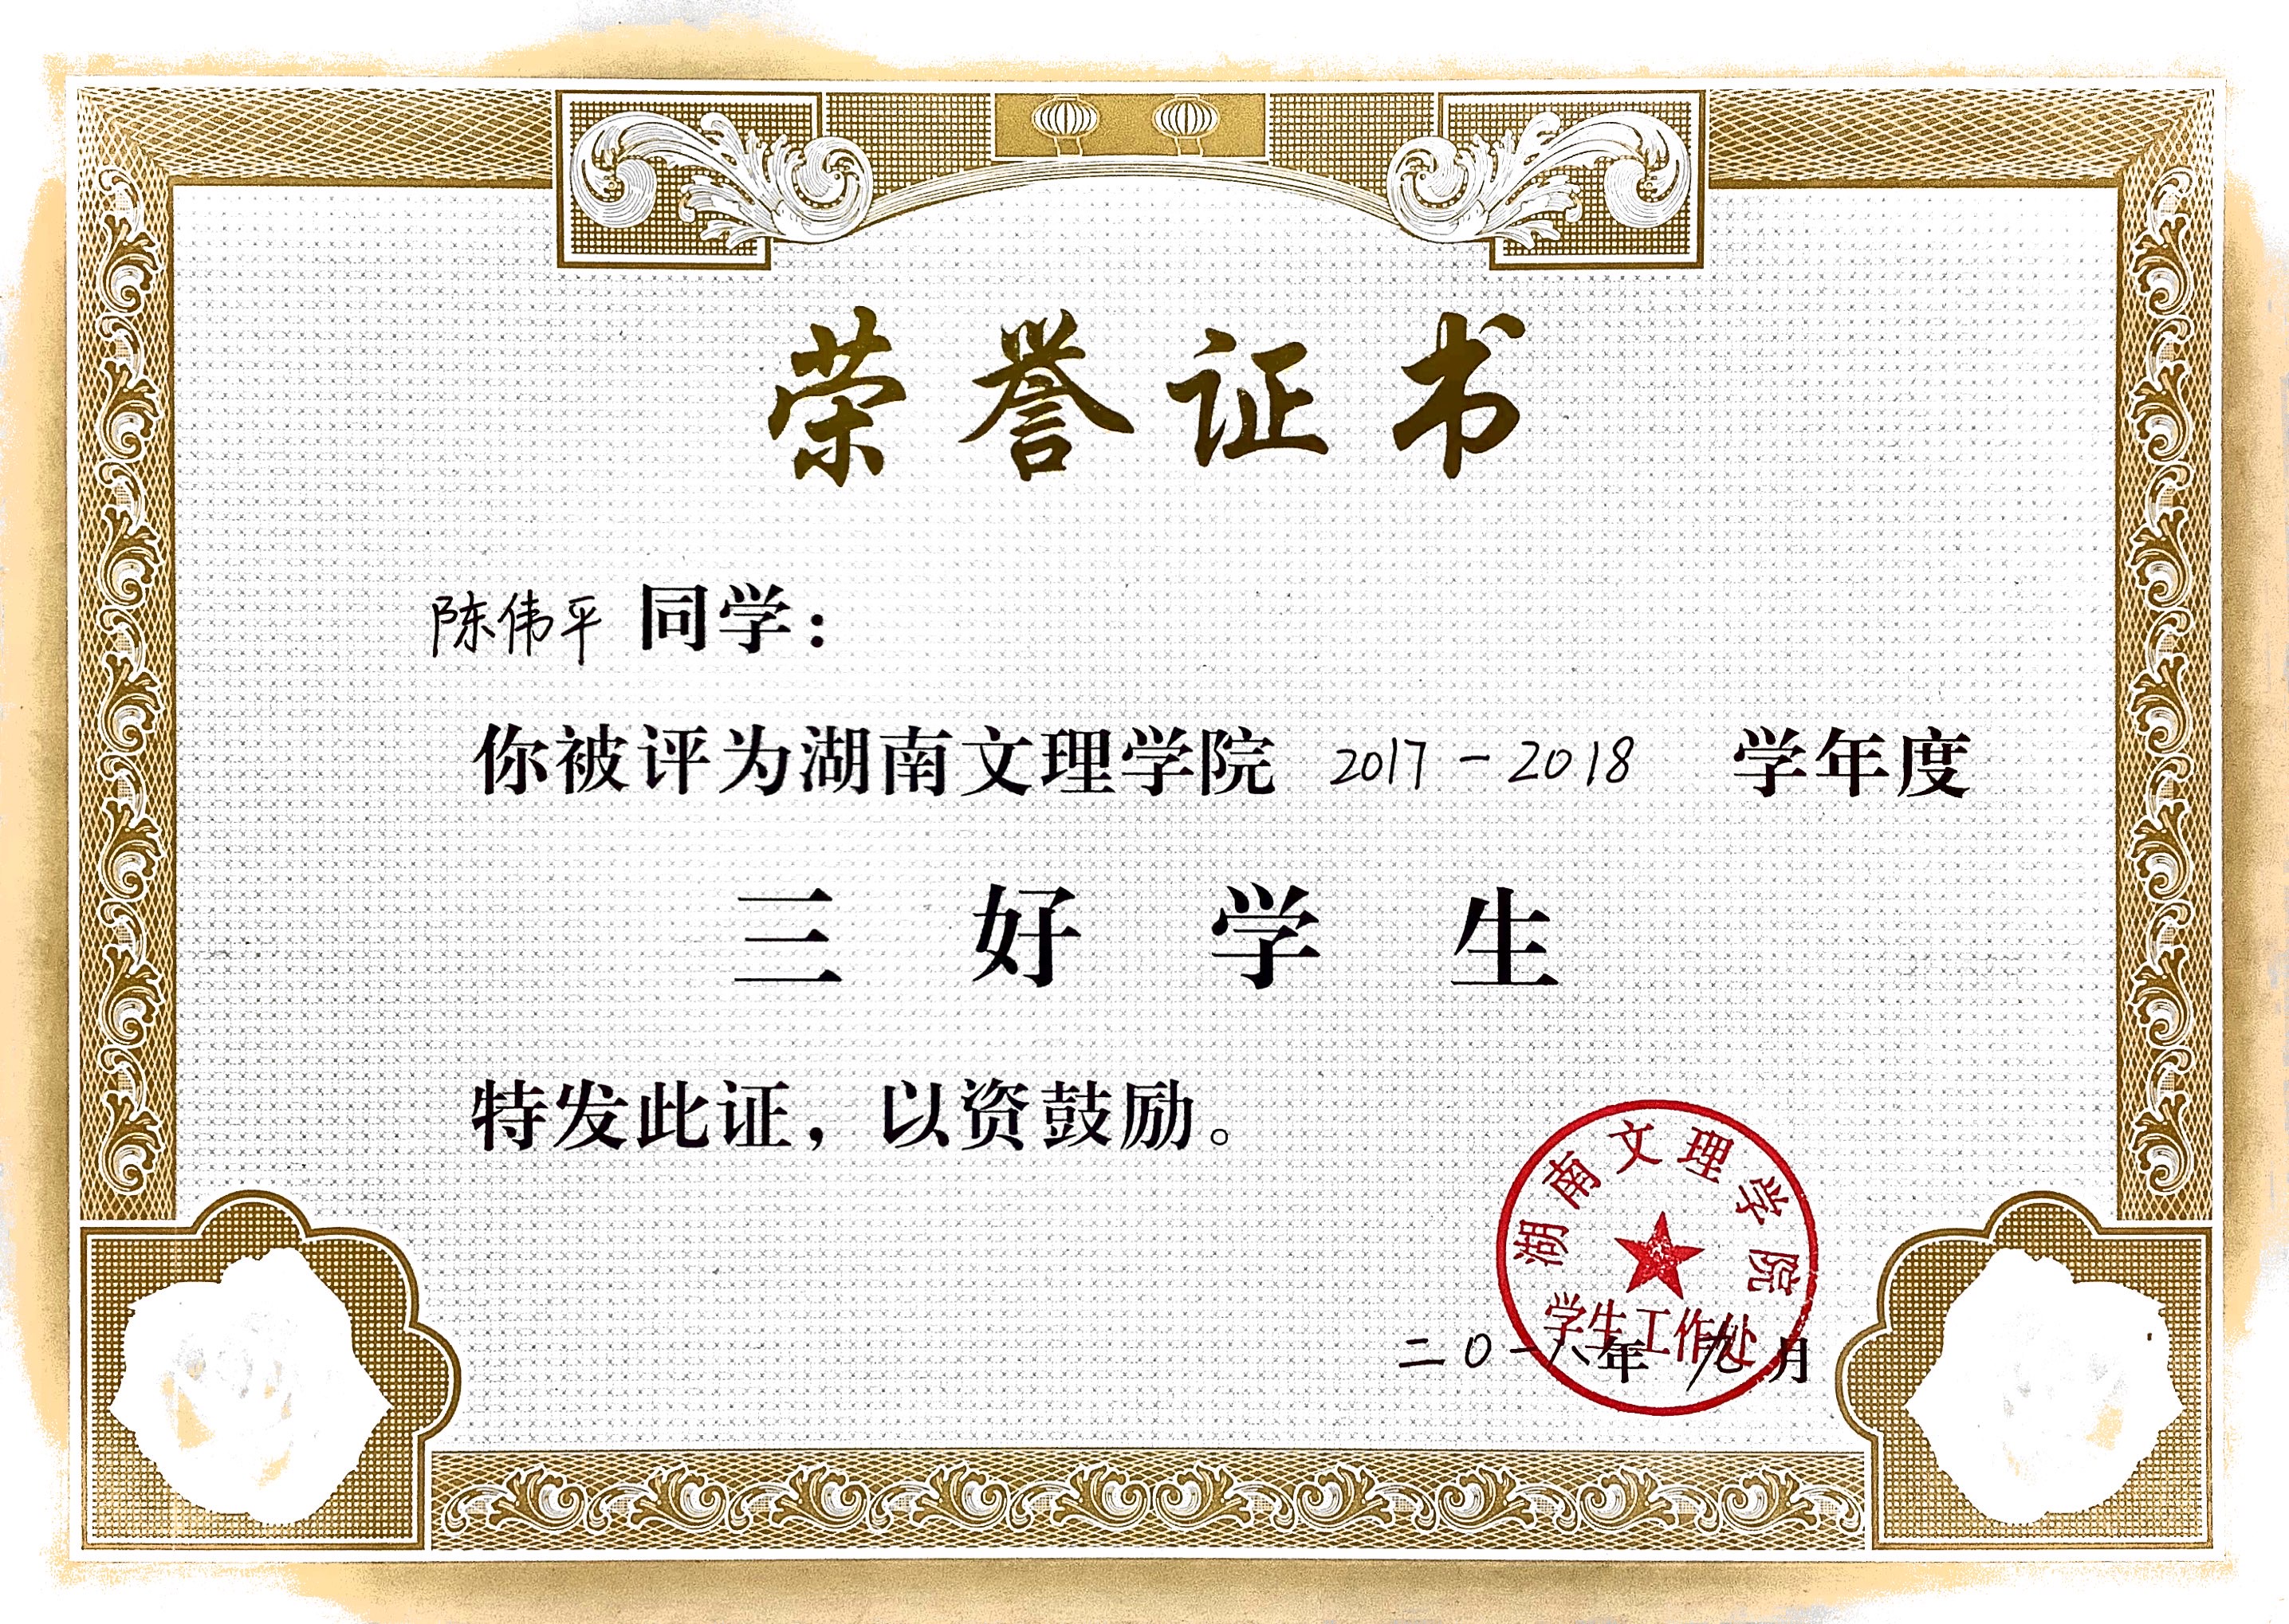 荣誉证书
陈伟平 同学：
你被评为湖南文理学院 2017-2018 学年度
三好学生
特发此证，以资鼓励。
湖南文理学院
学生工作处
二〇一八年九月